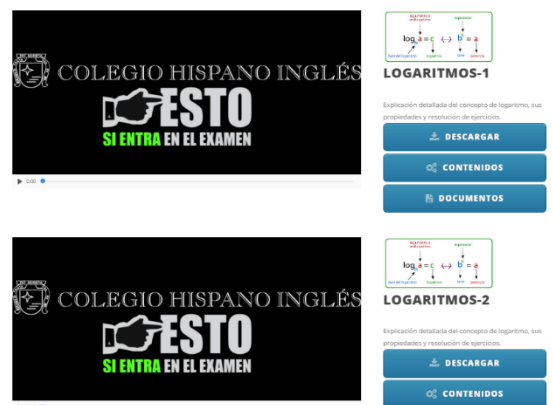 COLEGIO HISPANO INGLÉS
ESTO
SI ENTRA EN EL EXAMEN
0:00
log a = c ↔ b = a
LOGARITMOS-1
Explicación detallada del concepto de logaritmo, sus
propiedades y resolución de ejercicios.
DESCARGAR
CONTENIDOS
DOCUMENTOS
COLEGIO HISPANO INGLÉS
ESTO
SI ENTRA EN EL EXAMEN
log a = c ↔ b = a
LOGARITMOS-2
Explicación detallada del concepto de logaritmo, sus
propiedades y resolución de ejercicios.
DESCARGAR
CONTENIDOS